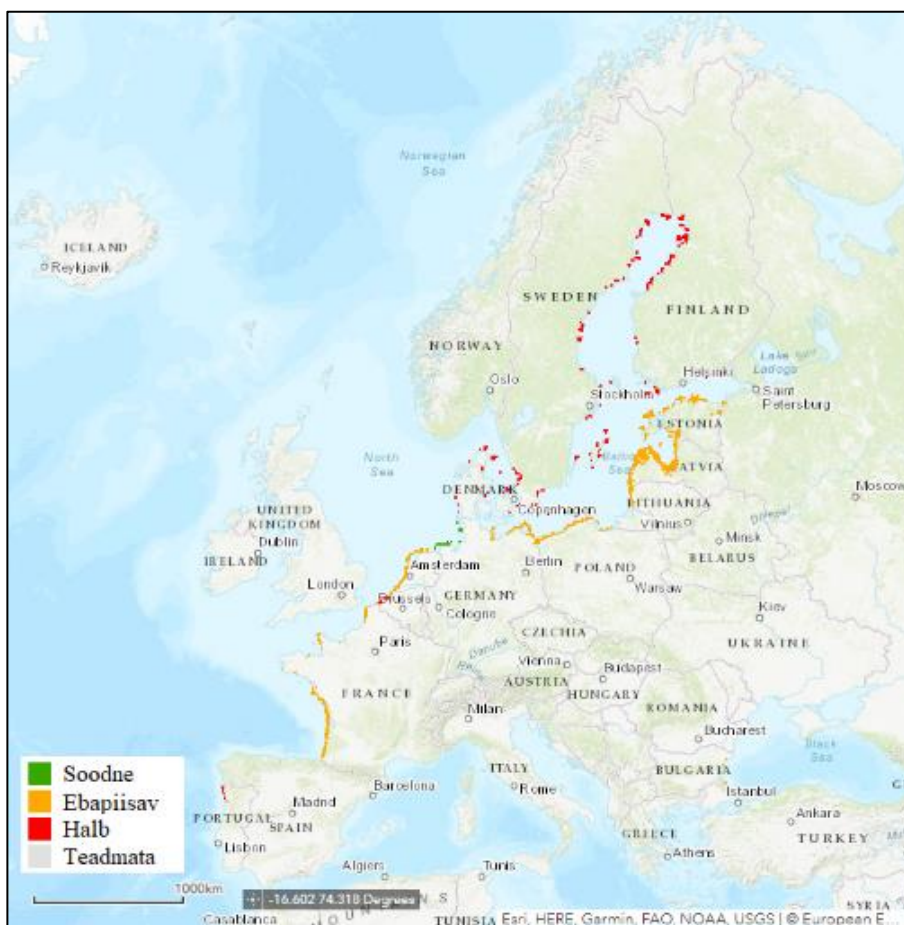 Norwegian
Sea
ICELAND
Reykjavik
SWEDEN
FINLAND
NORWAY
Lake
Ladoga
Helsinki
Oslo
Stockholm
Saint
Petersburg
ESTONIA
North
Sea
Sea
ATVIA
DENMARK
Moscow
Copenhagen
LITHUANIA
UNITED
KINGDOM
Vilnius
Dublin
Minsk
IRELAND
BELARUS
Amsterdam
Berlin
London
POLAND
Warsaw
Brussels
GERMANY
Cologne
Kiev
Paris
CZECHIA
UKRAINE
Danube
Vienna
Budapest
AUSTRIA
HUNGARY
FRANCE
ROMANIA
Milan
Bucharest
Black
Sea
ITALY
BULGARIA
Soodne
Ebapiisav
Halb
Teadmata
Barcelona
Rome
Istanbul
Madrid
Ankara
PORTUGAL
SPAIN
GREECE
TURKEY
Lisbon
Athens
Algiers
Tunis
1000km
-16.602 74.318 Degrees
SYRIA
Casablanca
TUNISIA
Esri, HERE, Garmin, FAO, NOAA, USGS | © European E...